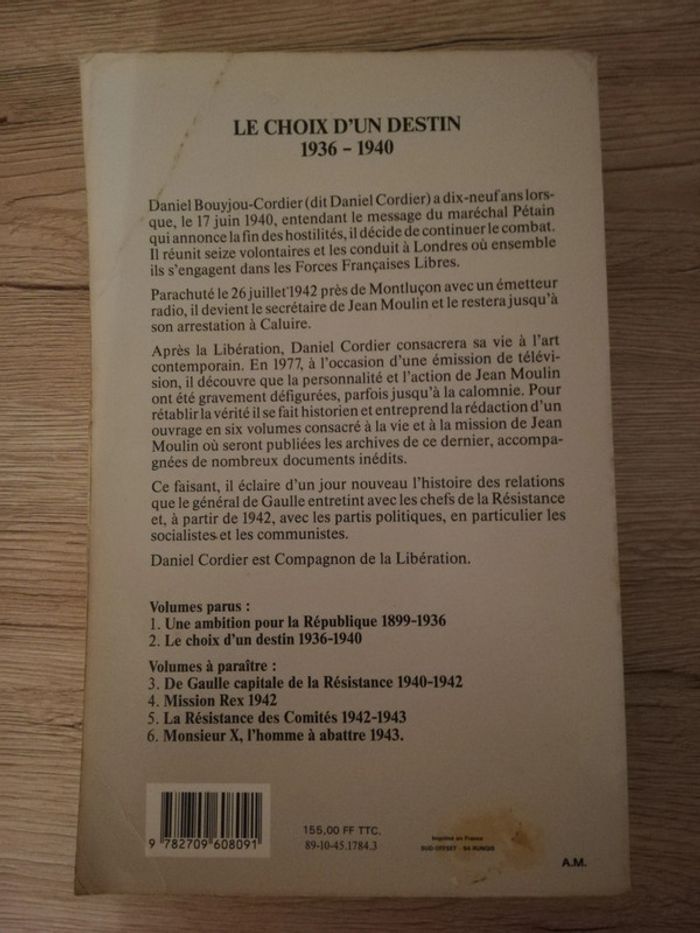 LE CHOIX D'UN DESTIN
1936 - 1940
Daniel Bouyjou-Cordier (dit Daniel Cordier) a dix-neuf ans lors-
que, le 17 juin 1940, entendant le message du maréchal Pétain
qui annonce la fin des hostilités, il décide de continuer le combat.
Il réunit seize volontaires et les conduit à Londres où ensemble
ils s'engagent dans les Forces Françaises Libres.
Parachuté le 26 juillet 1942 près de Montluçon avec un émetteur
radio, il devient le secrétaire de Jean Moulin et le restera jusqu'à
son arrestation à Caluire.
Après la Libération, Daniel Cordier consacrera sa vie à l'art
contemporain. En 1977, à l'occasion d'une émission de télévi-
sion, il découvre que la personnalité et l'action de Jean Moulin
ont été gravement défigurées, parfois jusqu'à la calomnie. Pour
rétablir la vérité il se fait historien et entreprend la rédaction d'un
ouvrage en six volumes consacré à la vie et à la mission de Jean
Moulin où seront publiées les archives de ce dernier, accompa-
gnées de nombreux documents inédits.
Ce faisant, il éclaire d'un jour nouveau l'histoire des relations
que le général de Gaulle entretint avec les chefs de la Résistance
et, à partir de 1942, avec les partis politiques, en particulier les
socialistes et les communistes.
Daniel Cordier est Compagnon de la Libération.
Volumes parus :
1. Une ambition pour la République 1899-1936
2. Le choix d'un destin 1936-1940
Volumes à paraître :
3. De Gaulle capitale de la Résistance 1940-1942
4. Mission Rex 1942
5. La Résistance des Comités 1942-1943
6. Monsieur X, l'homme à abattre 1943.
9 782709 608091
155,00 FF TTC.
89-10-45.1784.3
Imprimé en France
SUD-OFFSET - 94 RUNGIS
A.M.